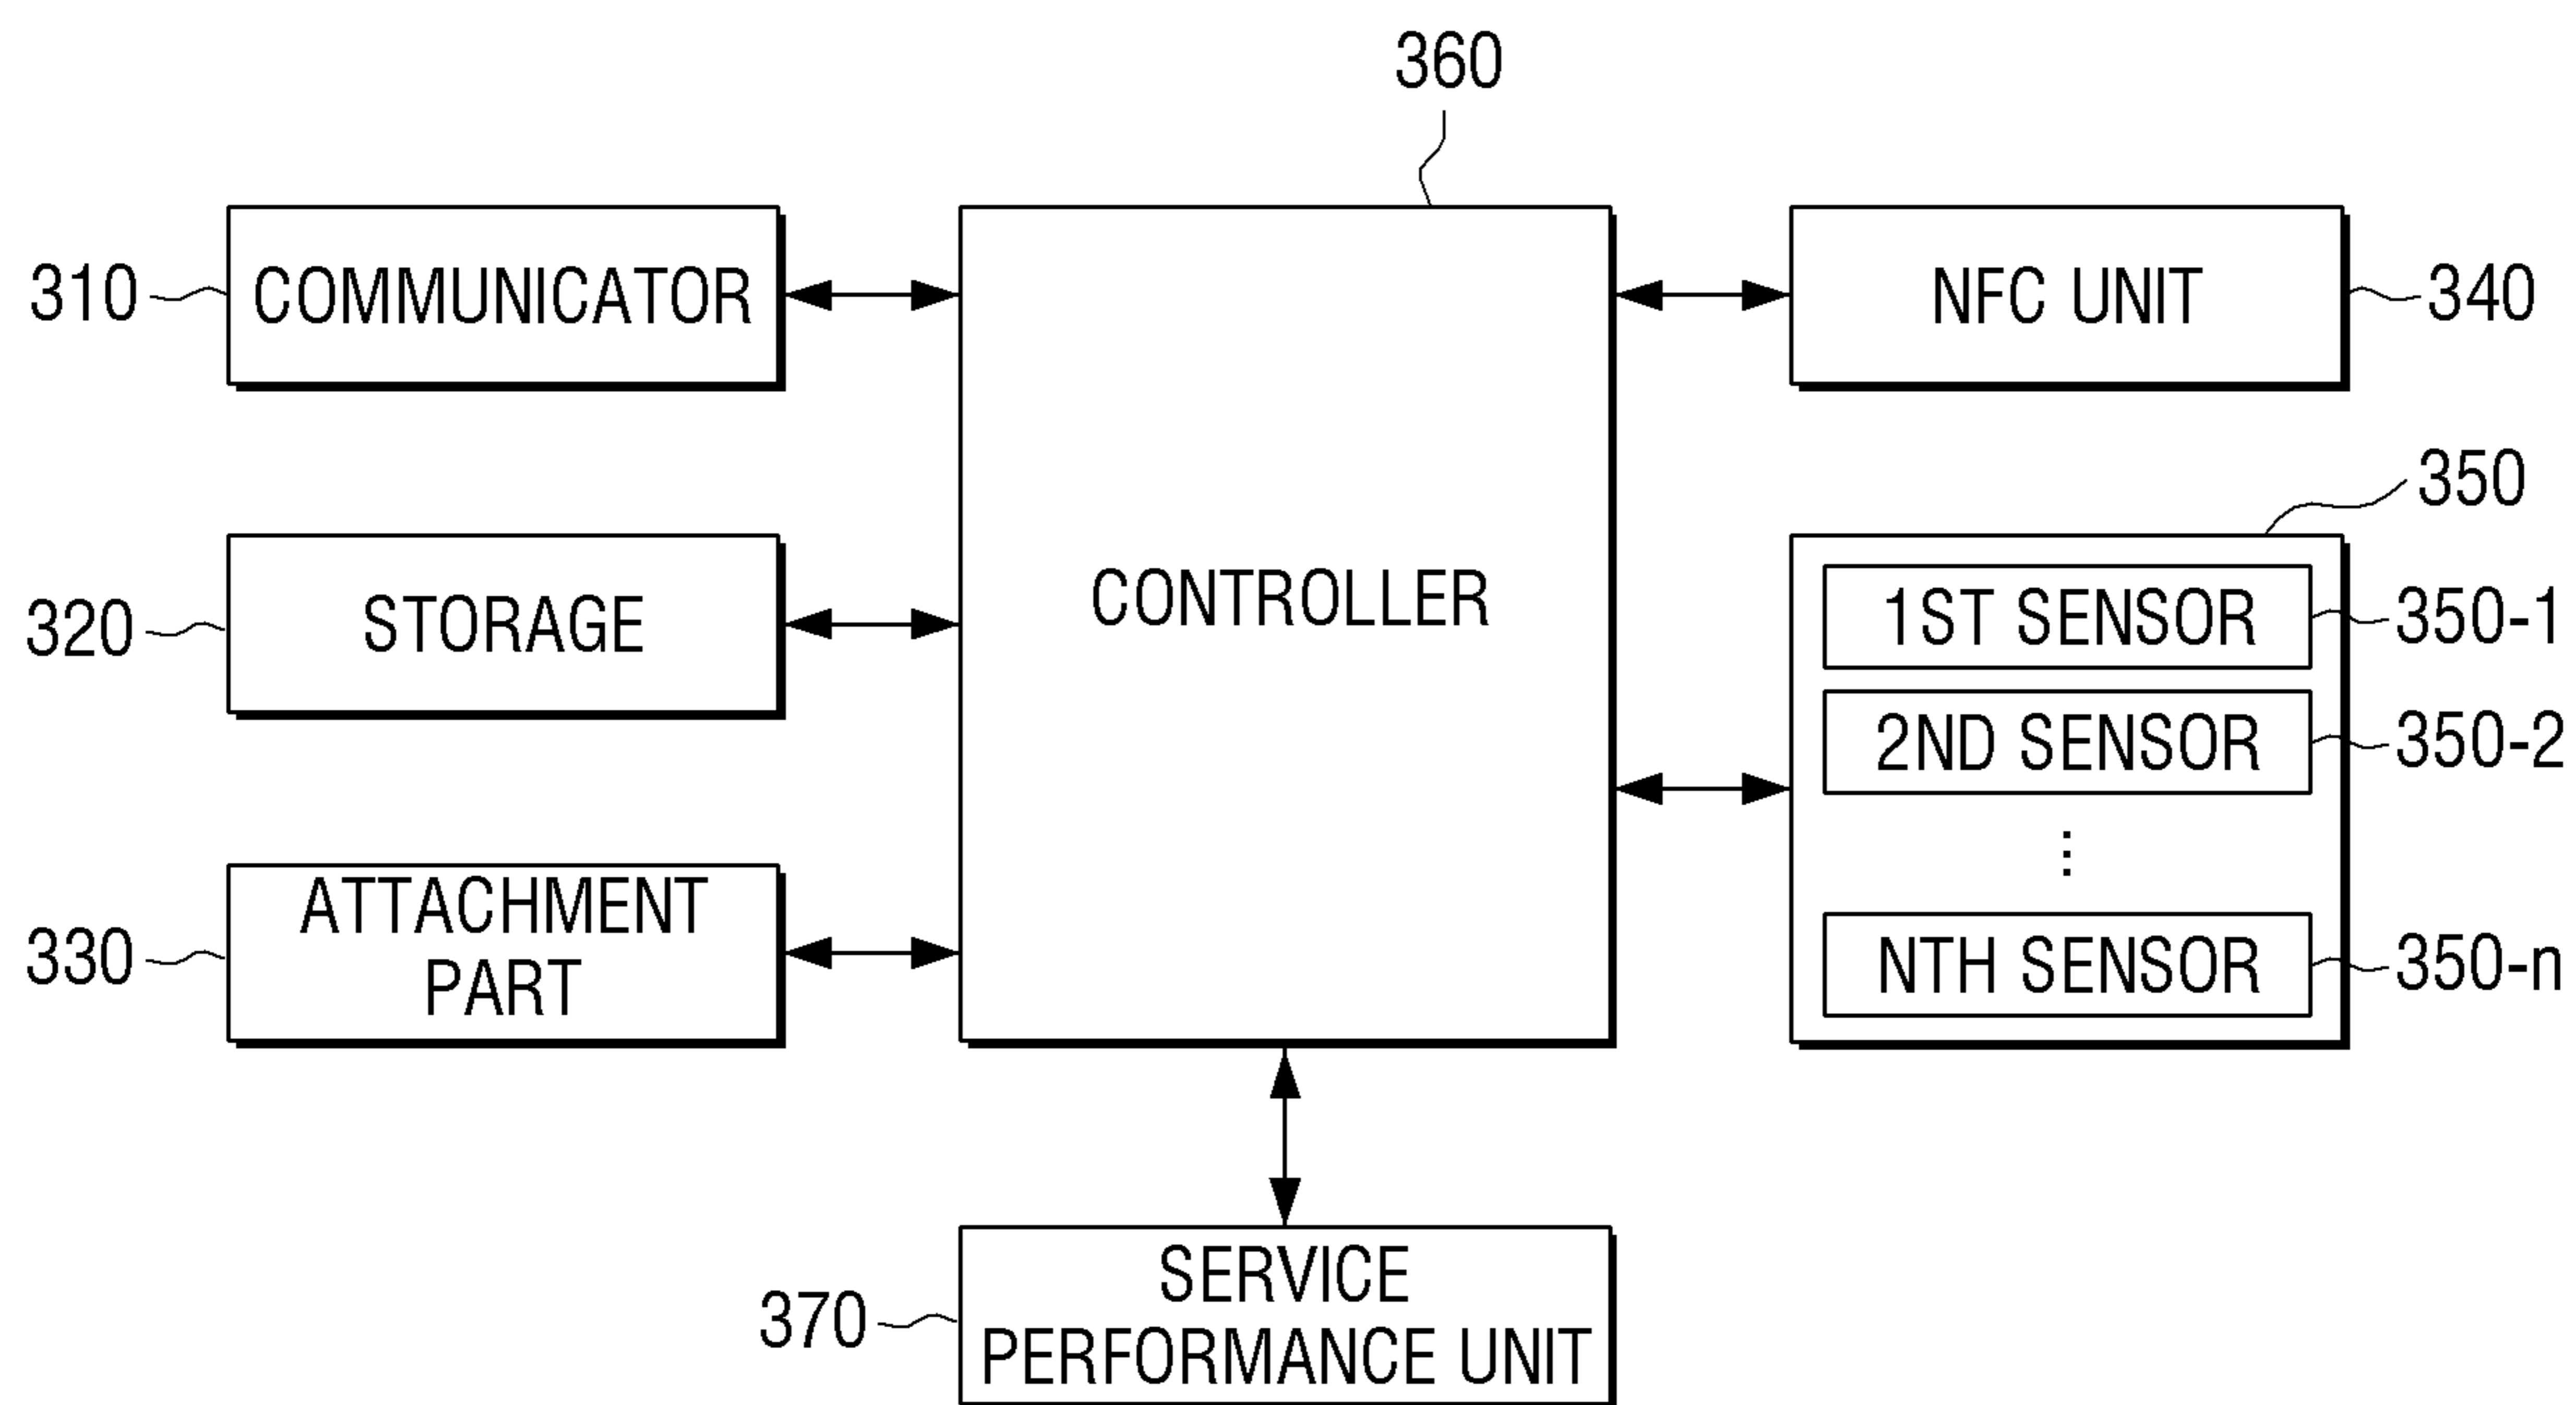 360
310
COMMUNICATOR
NFC UNIT
340
350
320
STORAGE
CONTROLLER
1ST SENSOR
350-1
2ND SENSOR
350-2
⋮
330
ATTACHMENT
PART
NTH SENSOR
350-n
370
SERVICE
PERFORMANCE UNIT